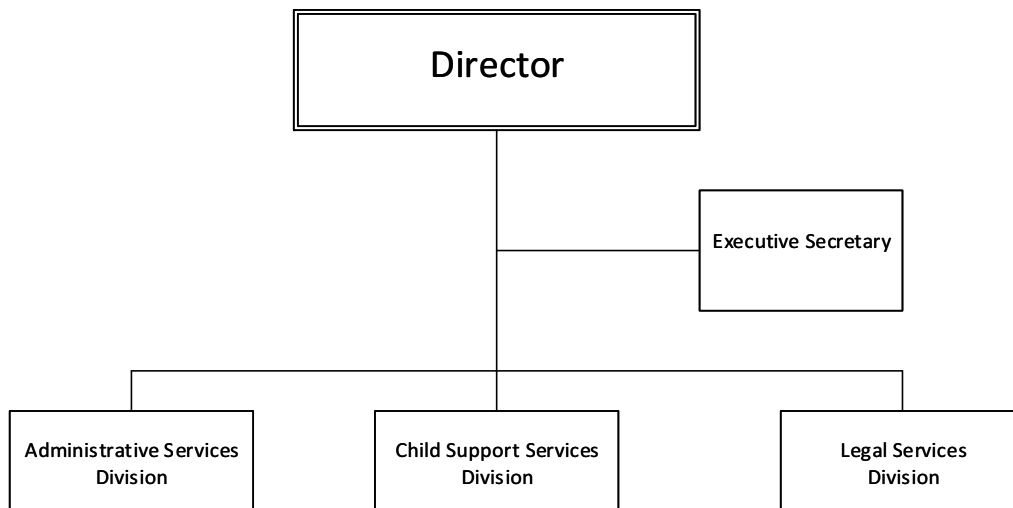 Director
Executive Secretary
Administrative Services
Division
Child Support Services
Division
Legal Services
Division